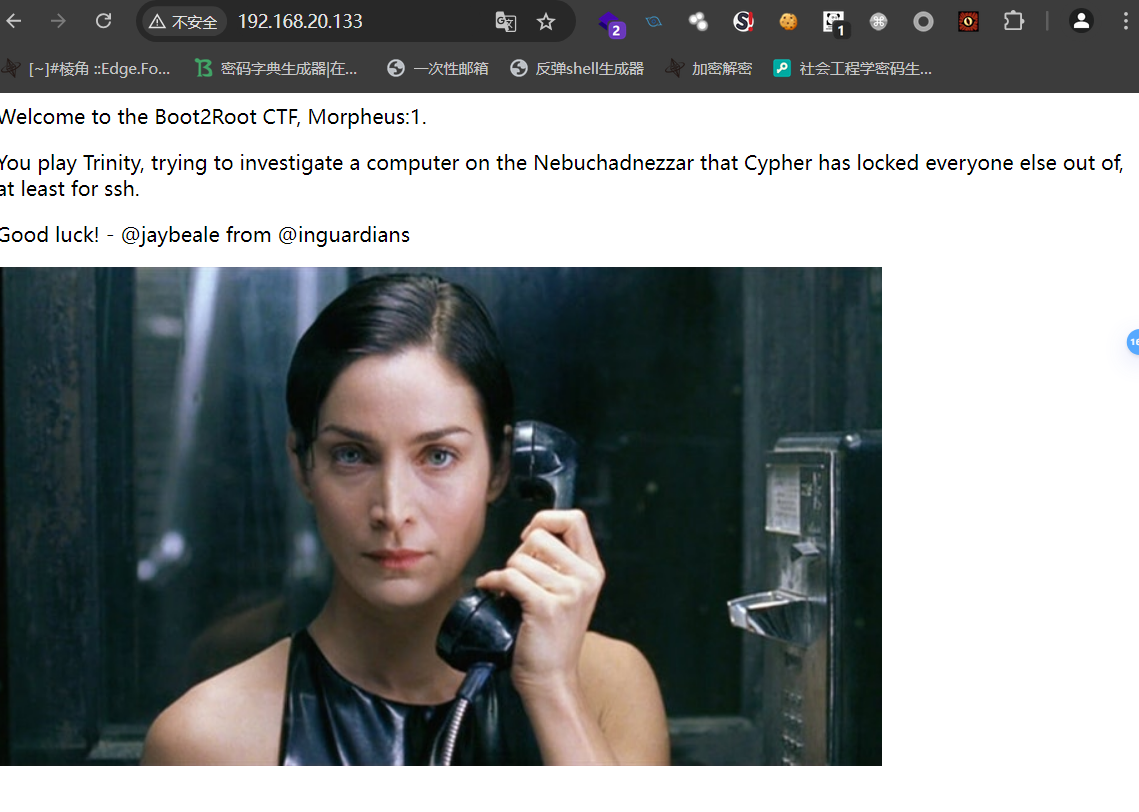 不安全 192.168.20.133
2
1
[~]#棱角 ::Edge.Fo... 密码字典生成器|在... 一次性邮箱 反弹shell生成器 加密解密 社会工程学密码生...
Welcome to the Boot2Root CTF, Morpheus:1.
You play Trinity, trying to investigate a computer on the Nebuchadnezzar that Cypher has locked everyone else out of,
at least for ssh.
Good luck! - @jaybeale from @inguardians